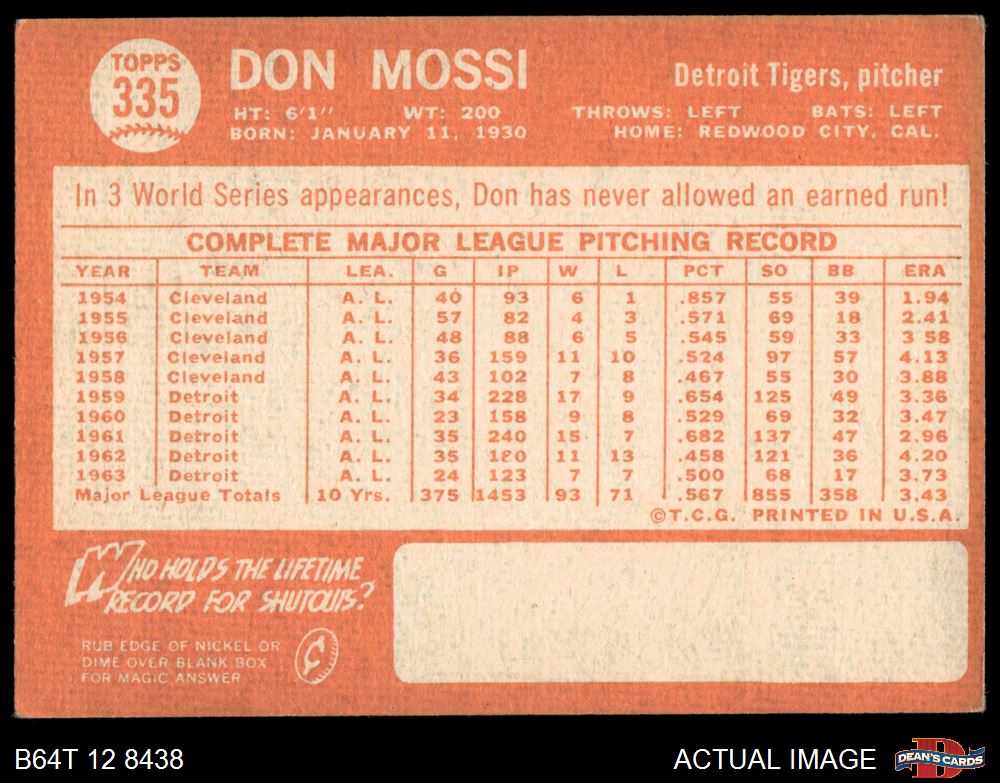 TOPPS
335
DON MOSSI
Detroit Tigers, pitcher
HT: 6'1" WT: 200 THROWS: LEFT BATS: LEFT
BORN: JANUARY 11, 1930 HOME: REDWOOD CITY, CAL.
In 3 World Series appearances, Don has never allowed an earned run!
COMPLETE MAJOR LEAGUE PITCHING RECORD
YEAR TEAM LEA. G IP W L PCT SO BB ERA
1954 Cleveland A. L. 40 93 6 1 .857 55 39 1.94
1955 Cleveland A. L. 57 82 4 3 .571 69 18 2.41
1956 Cleveland A. L. 48 88 6 5 .545 59 33 3 58
1957 Cleveland A. L. 36 159 11 10 .524 97 57 4.13
1958 Cleveland A. L. 43 102 7 8 .467 55 30 3.88
1959 Detroit A. L. 34 228 17 9 .654 125 49 3.36
1960 Detroit A. L. 23 158 9 8 .529 69 32 3.47
1961 Detroit A. L. 35 240 15 7 .682 137 47 2.96
1962 Detroit A. L. 35 180 11 13 .458 121 36 4.20
1963 Detroit A. L. 24 123 7 7 .500 68 17 3.73
Major League Totals 10 Yrs. 375 1453 93 71 .567 855 358 3.43
©T.C.G. PRINTED IN U.S.A.
WHO HOLDS THE LIFETIME
RECORD FOR SHUTOUTS?
RUB EDGE OF NICKEL OR
DIME OVER BLANK BOX
FOR MAGIC ANSWER
¢
B64T 12 8438
ACTUAL IMAGE
D
DEAN'S CARDS